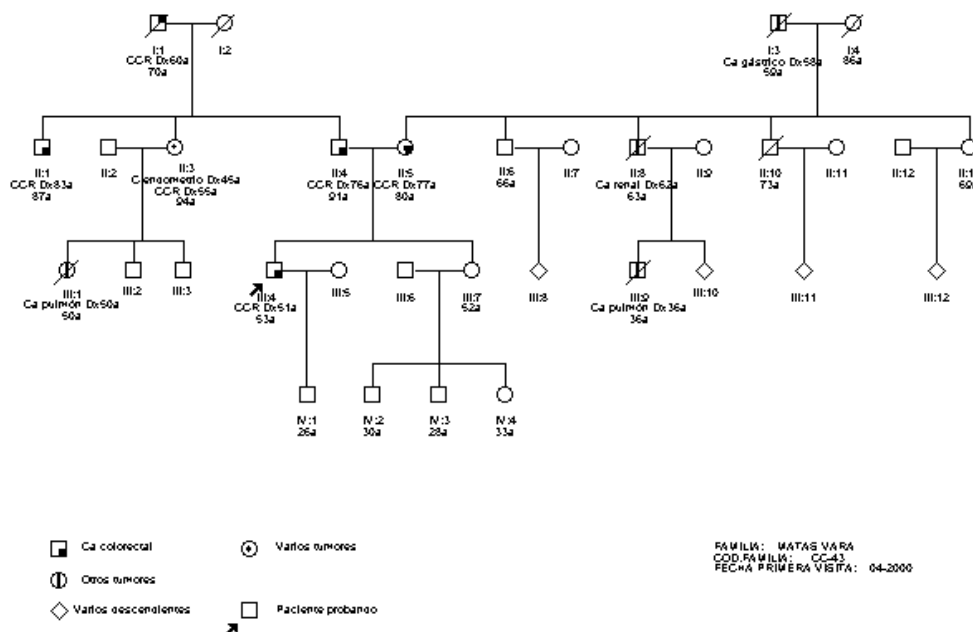 I:1
CCR Dx60a
70a
I:2
I:3
Ca gástrico Dx58a
59a
I:4
86a
II:1
CCR Dx83a
87a
II:2
II:3
C.endometrio Dx45a
CCR Dx55a
94a
II:4
CCR Dx76a
91a
II:5
CCR Dx77a
80a
II:6
66a
II:7
II:8
Ca renal Dx62a
63a
II:9
II:10
73a
II:11
II:12
III:1
Ca pulmón Dx50a
50a
III:2
III:3
III:4
CCR Dx51a
53a
III:5
III:6
III:7
52a
III:8
III:9
Ca pulmón Dx36a
36a
III:10
III:11
III:12
IV:1
26a
IV:2
30a
IV:3
28a
IV:4
33a
Ca colorectal
Varios tumores
Otros tumores
Varios descendientes
Paciente probando
FAMILIA: MATAS VARA
COD.FAMILIA: CC-43
FECHA PRIMERA VISITA: 04-2000